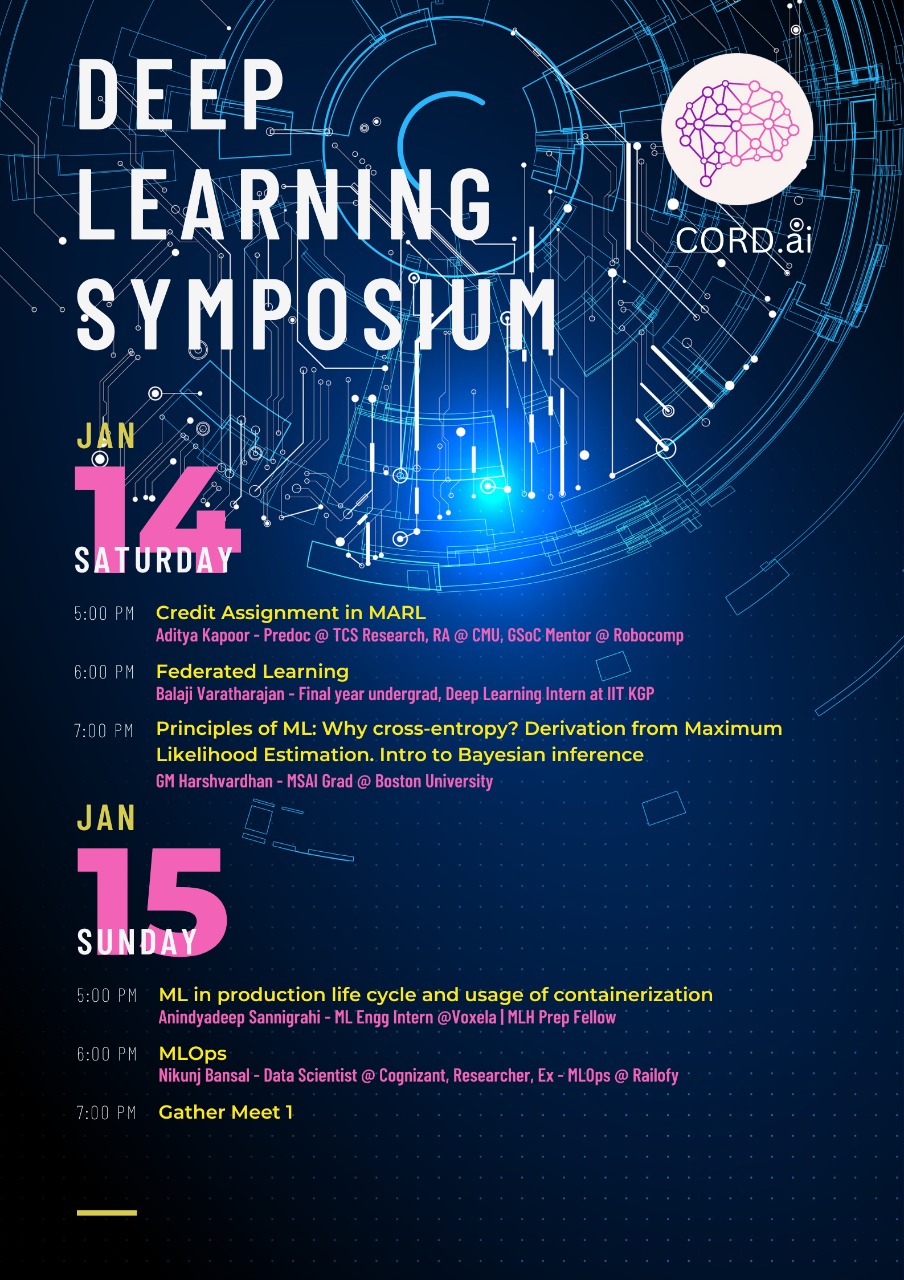 DEEP
LEARNING
SYMPOSIUM
CORD.ai
JAN
14
SATURDAY
5:00 PM Credit Assignment in MARL
Aditya Kapoor - Predoc @ TCS Research, RA @ CMU, GSoC Mentor @ Robocomp
6:00 PM Federated Learning
Balaji Varatharajan - Final year undergrad, Deep Learning Intern at IIT KGP
7:00 PM Principles of ML: Why cross-entropy? Derivation from Maximum
Likelihood Estimation. Intro to Bayesian inference
GM Harshvardhan - MSAI Grad @ Boston University
JAN
15
SUNDAY
5:00 PM ML in production life cycle and usage of containerization
Anindyadeep Sannigrahi - ML Engg Intern @Voxela | MLH Prep Fellow
6:00 PM MLOps
Nikunj Bansal - Data Scientist @ Cognizant, Researcher, Ex - MLOps @ Railofy
7:00 PM Gather Meet 1